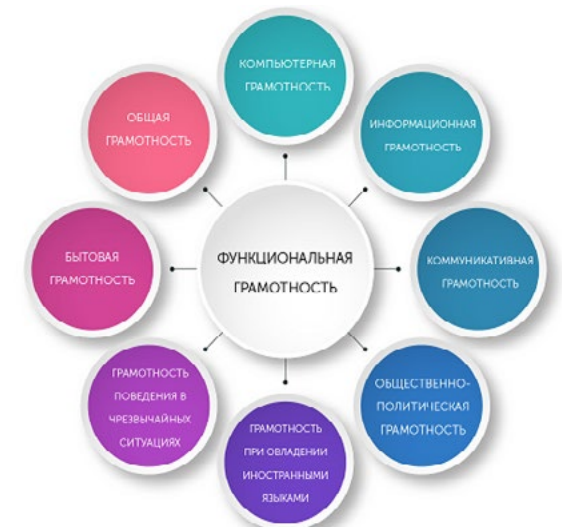 КОМПЬЮТЕРНАЯ
ГРАМОТНОСТЬ
ИНФОРМАЦИОННАЯ
ГРАМОТНОСТЬ
КОММУНИКАТИВНАЯ
ГРАМОТНОСТЬ
ОБЩЕСТВЕННО-
ПОЛИТИЧЕСКАЯ
ГРАМОТНОСТЬ
ГРАМОТНОСТЬ
ПРИ ОВЛАДЕНИИ
ИНОСТРАННЫМИ
ЯЗЫКАМИ
ГРАМОТНОСТЬ
ПОВЕДЕНИЯ В
ЧРЕЗВЫЧАЙНЫХ
СИТУАЦИЯХ
БЫТОВАЯ
ГРАМОТНОСТЬ
ОБЩАЯ
ГРАМОТНОСТЬ
ФУНКЦИОНАЛЬНАЯ
ГРАМОТНОСТЬ